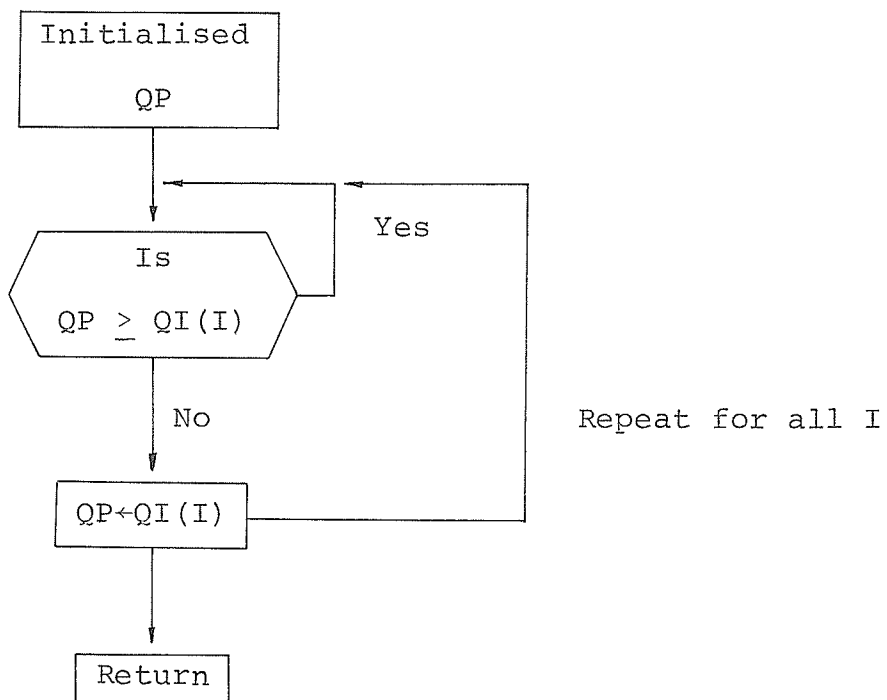 Initialised
QP
Yes
Is
QP ≥ QI(I)
No
Repeat for all I
QP←QI(I)
Return